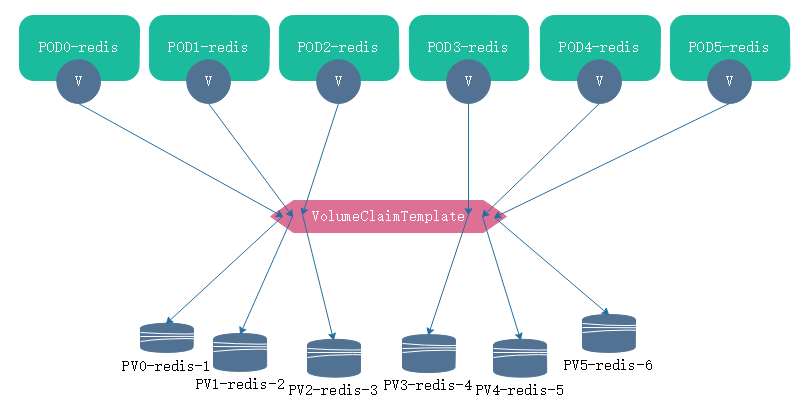 POD0-redis
POD1-redis
POD2-redis
POD3-redis
POD4-redis
POD5-redis
V
V
V
V
V
V
VolumeClaimTemplate
PV0-redis-1
PV1-redis-2
PV2-redis-3
PV3-redis-4
PV4-redis-5
PV5-redis-6